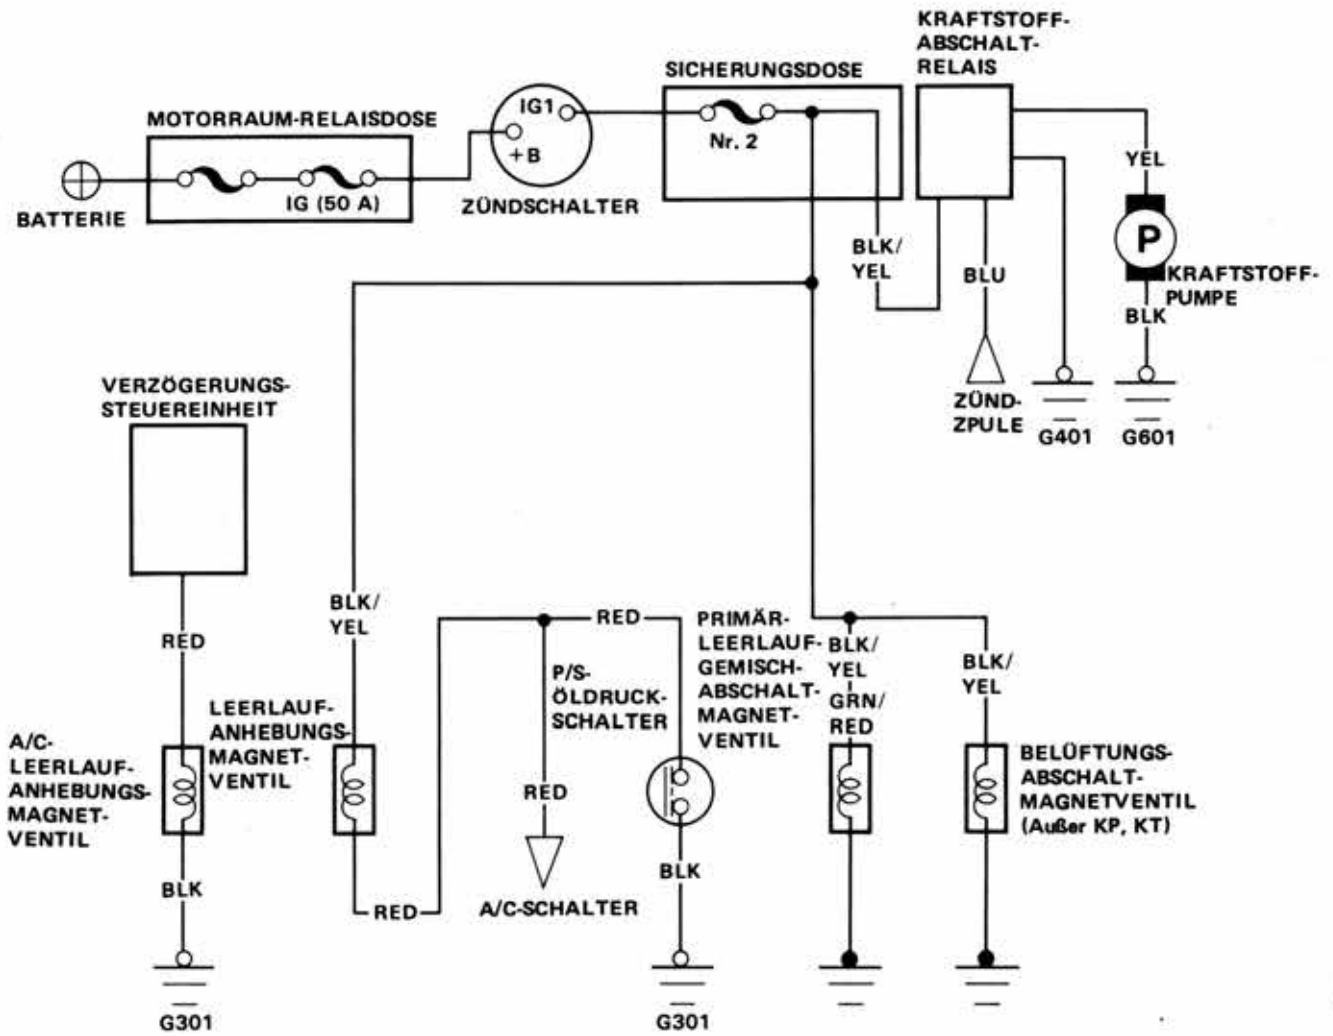 KRAFTSTOFF-
ABSCHALT-
RELAIS
SICHERUNGSDOSE
MOTORRAUM-RELAISDOSE
IG1
+B
Nr. 2
IG (50 A)
BATTERIE
ZÜNDSCHALTER
YEL
P
KRAFTSTOFF-
PUMPE
BLK
BLK/
YEL
BLU
ZÜND-
ZPULE
G401
G601
VERZÖGERUNGS-
STEUEREINHEIT
RED
BLK/
YEL
RED
PRIMÄR-
LEERLAUF-
GEMISCH-
ABSCHALT-
MAGNET-
VENTIL
BLK/
YEL
GRN/
RED
BLK/
YEL
P/S-
ÖLDRUCK-
SCHALTER
LEERLAUF-
ANHEBUNGS-
MAGNET-
VENTIL
A/C-
LEERLAUF-
ANHEBUNGS-
MAGNET-
VENTIL
RED
BELÜFTUNGS-
ABSCHALT-
MAGNETVENTIL
(Außer KP, KT)
BLK
RED
A/C-SCHALTER
BLK
G301
G301